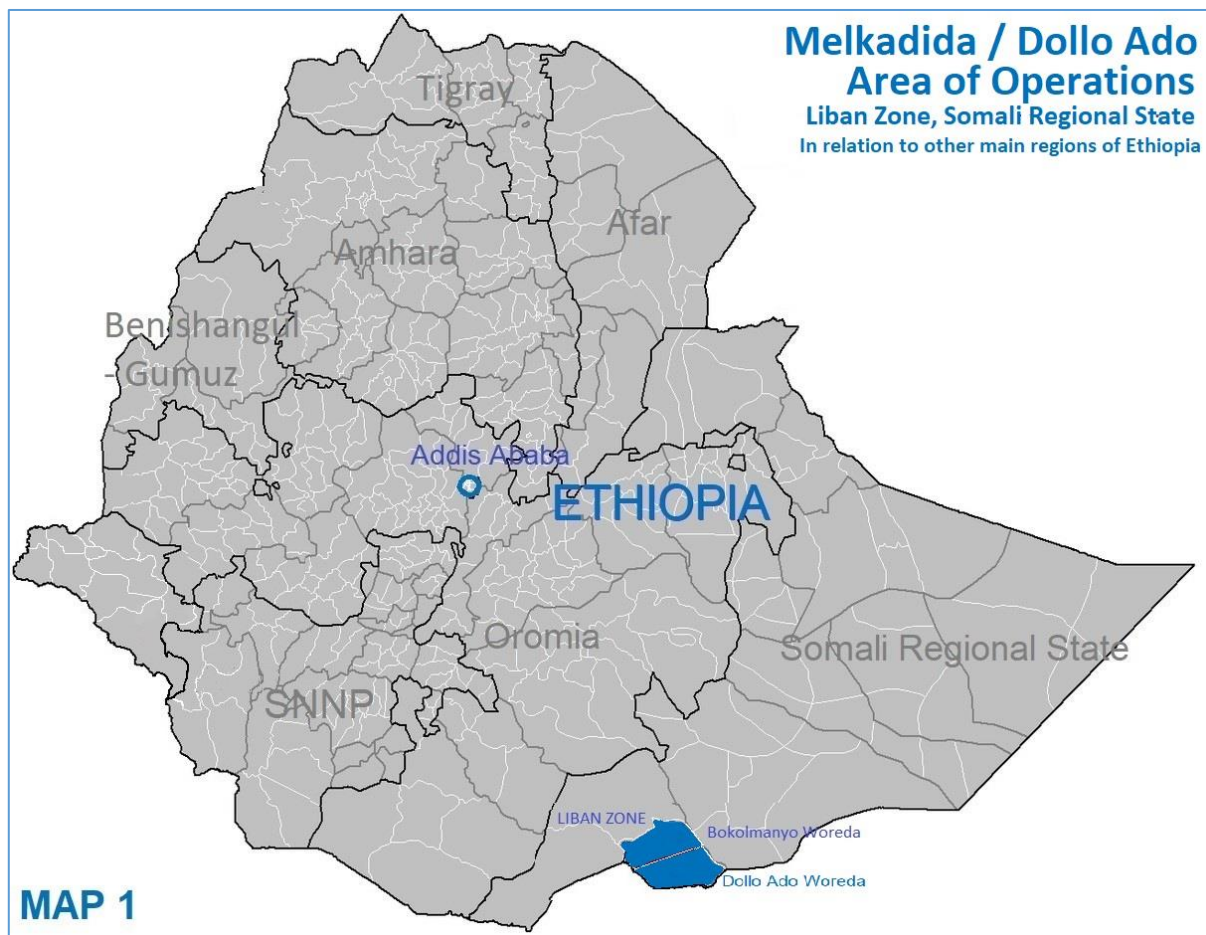 Melkadida / Dollo Ado
Area of Operations
Liban Zone, Somali Regional State
In relation to other main regions of Ethiopia
Tigray
Afar
Amhara
Benishangul
- Gumuz
Addis Ababa
ETHIOPIA
Oromia
Somali Regional State
SNNP
LIBAN ZONE
Bokolmanyo Woreda
Dollo Ado Woreda
MAP 1